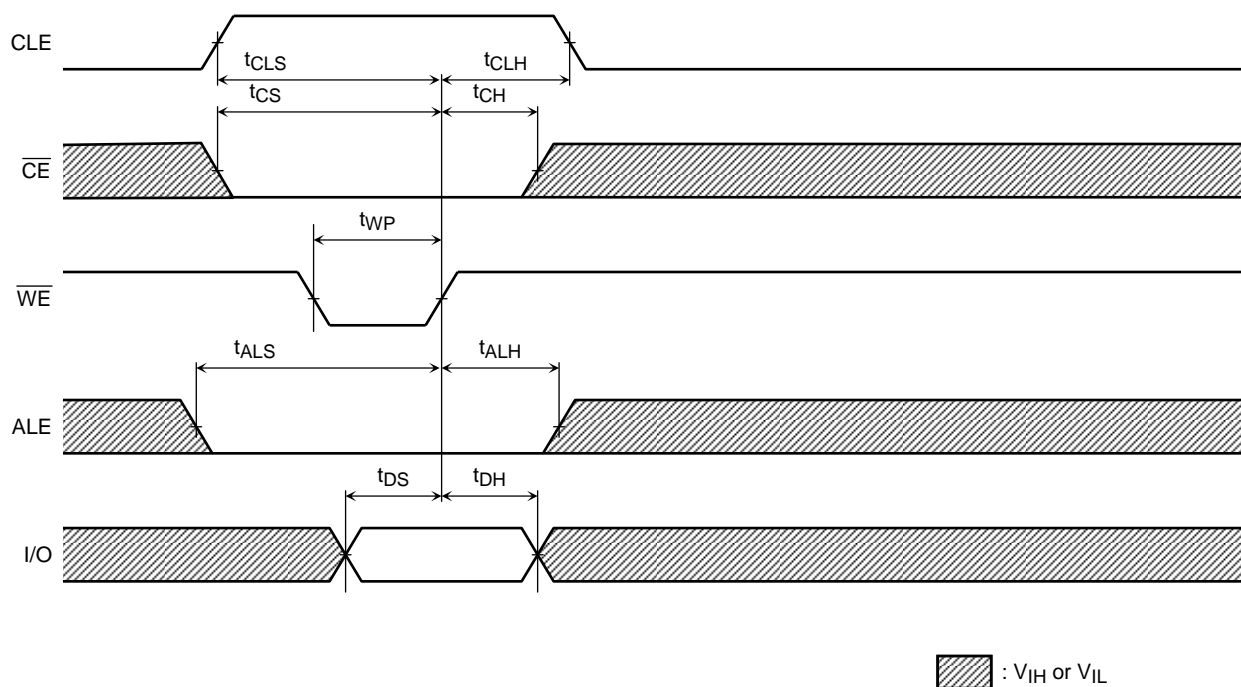 CLE
tCLS
tCLH
tCS
tCH
CE
tWP
WE
tALS
tALH
ALE
tDS
tDH
I/O
: VIH or VIL